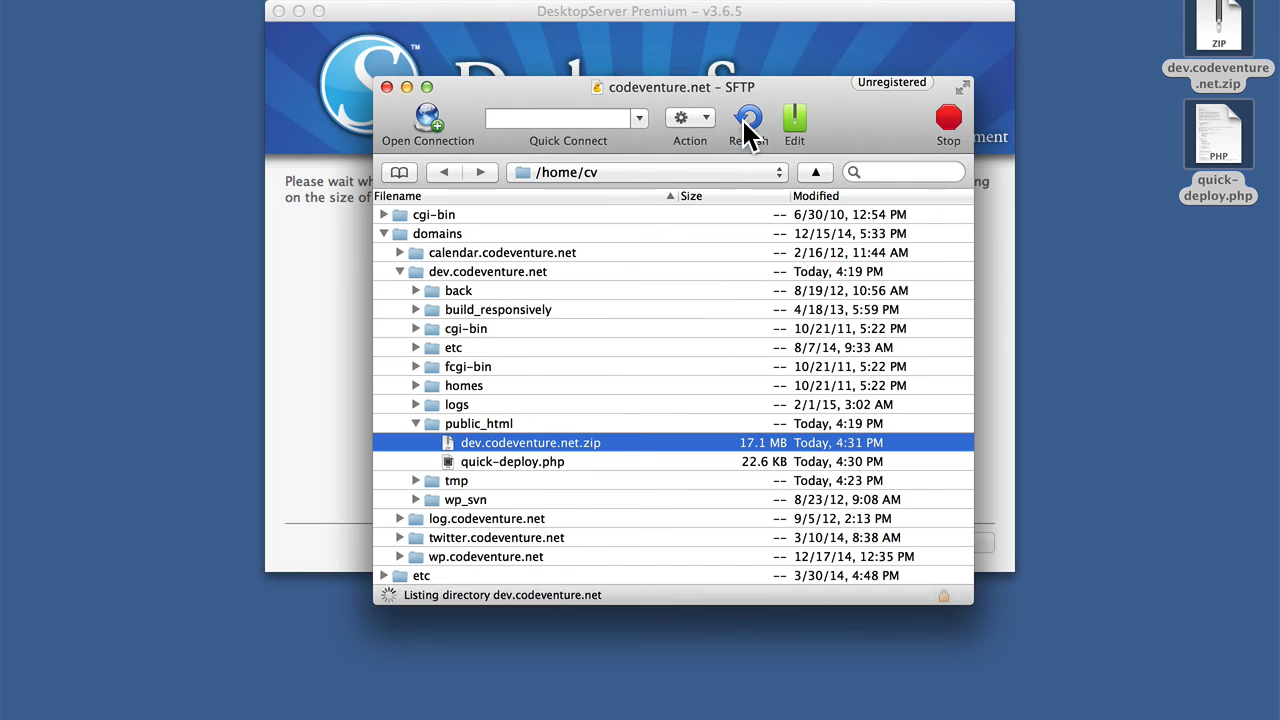 DesktopServer Premium – v3.6.5
™
codeventure.net – SFTP
Unregistered
Open Connection
Quick Connect
Action
Edit
Stop
ment
Please wait wh
ng
on the size of
/home/cv
Filename Size Modified
cgi-bin -- 6/30/10, 12:54 PM
domains -- 12/15/14, 5:33 PM
calendar.codeventure.net -- 2/16/12, 11:44 AM
dev.codeventure.net -- Today, 4:19 PM
back -- 8/19/12, 10:56 AM
build_responsively -- 4/18/13, 5:59 PM
cgi-bin -- 10/21/11, 5:22 PM
etc -- 8/7/14, 9:33 AM
fcgi-bin -- 10/21/11, 5:22 PM
homes -- 10/21/11, 5:22 PM
logs -- 2/1/15, 3:02 AM
public_html -- Today, 4:19 PM
dev.codeventure.net.zip 17.1 MB Today, 4:31 PM
quick-deploy.php 22.6 KB Today, 4:30 PM
tmp -- Today, 4:23 PM
wp_svn -- 8/23/12, 9:08 AM
log.codeventure.net -- 9/5/12, 2:13 PM
twitter.codeventure.net -- 3/10/14, 8:38 AM
wp.codeventure.net -- 12/17/14, 12:35 PM
etc -- 3/30/14, 4:48 PM
Listing directory dev.codeventure.net
ZIP
dev.codeventure
.net.zip
PHP
quick-
deploy.php